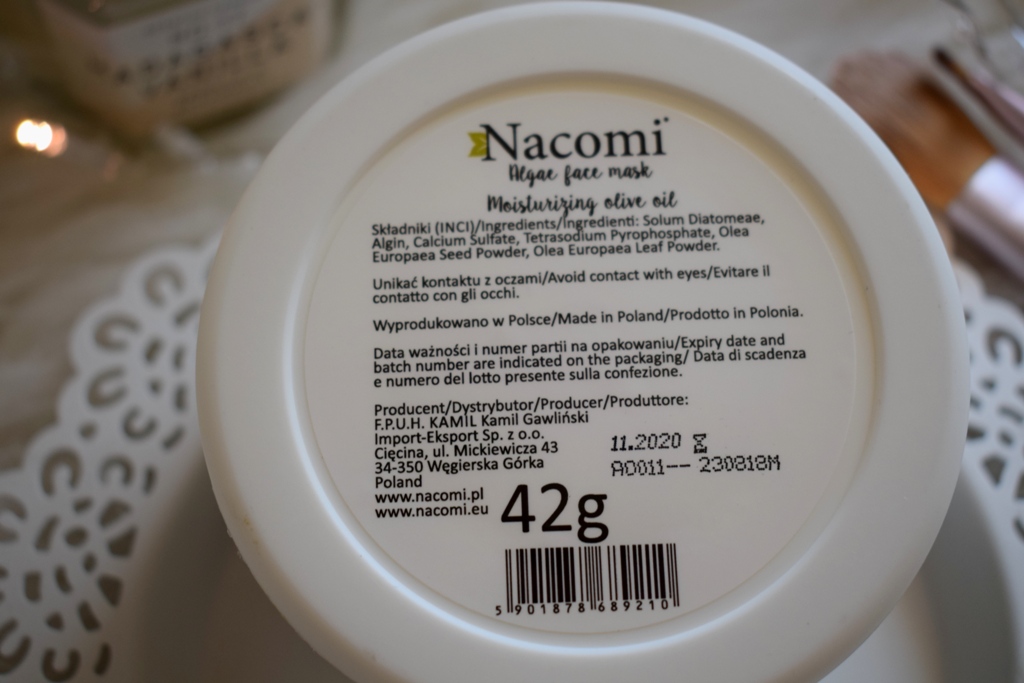 Nacomi
Algae face mask
Moisturizing olive oil
Składniki (INCI)/Ingredients/Ingredienti: Solum Diatomeae,
Algin, Calcium Sulfate, Tetrasodium Pyrophosphate, Olea
Europaea Seed Powder, Olea Europaea Leaf Powder.
Unikać kontaktu z oczami/Avoid contact with eyes/Evitare il
contatto con gli occhi.
Wyprodukowano w Polsce/Made in Poland/Prodotto in Polonia.
Data ważności i numer partii na opakowaniu/Expiry date and
batch number are indicated on the packaging/ Data di scadenza
e numero del lotto presente sulla confezione.
Producent/Dystrybutor/Producer/Produttore:
F.P.U.H. KAMIL Kamil Gawliński
Import-Eksport Sp. z o.o.
Cięcina, ul. Mickiewicza 43
34-350 Węgierska Górka
Poland
www.nacomi.pl
www.nacomi.eu
11.2020
AO011-- 230818M
42g
5 901878 689210